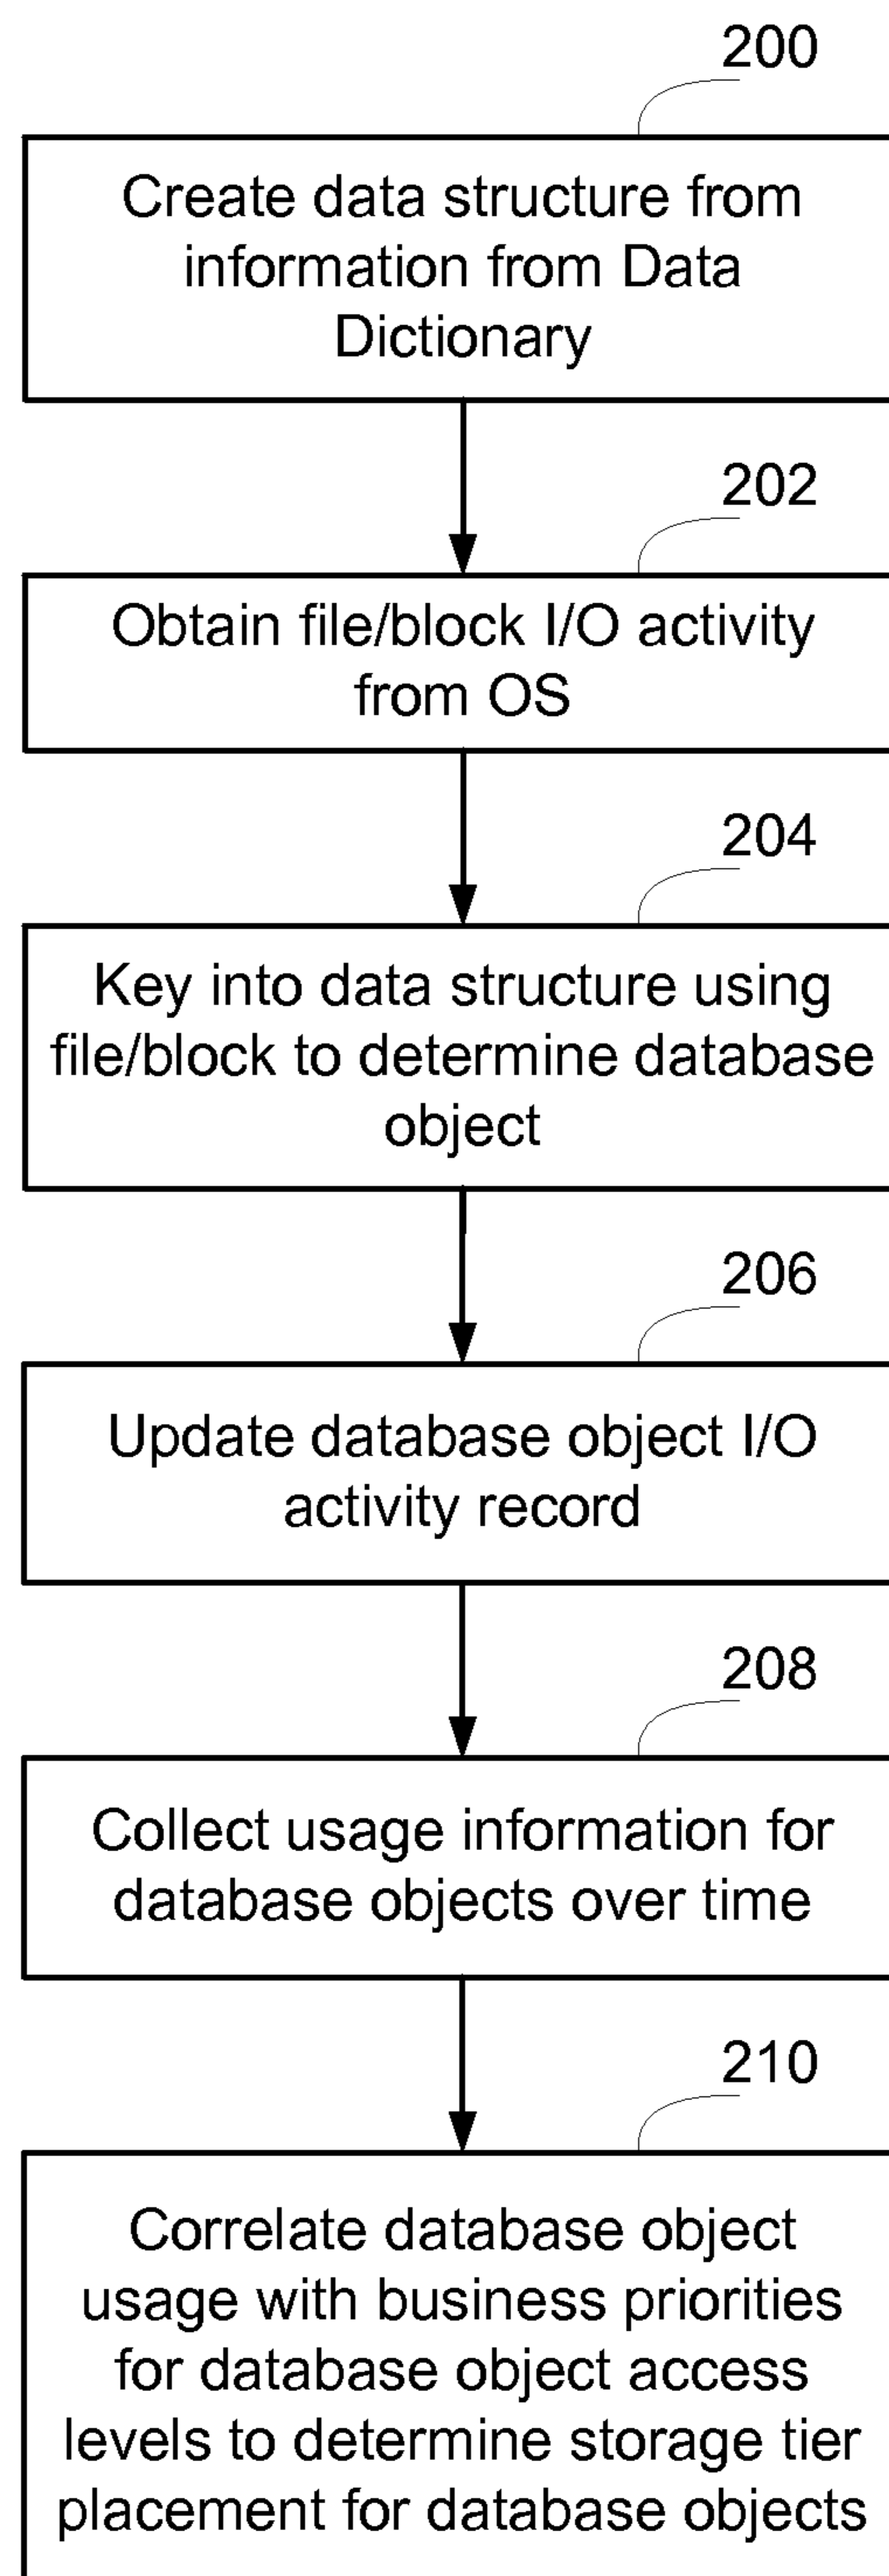 200
Create data structure from
information from Data
Dictionary
202
Obtain file/block I/O activity
from OS
204
Key into data structure using
file/block to determine database
object
206
Update database object I/O
activity record
208
Collect usage information for
database objects over time
210
Correlate database object
usage with business priorities
for database object access
levels to determine storage tier
placement for database objects